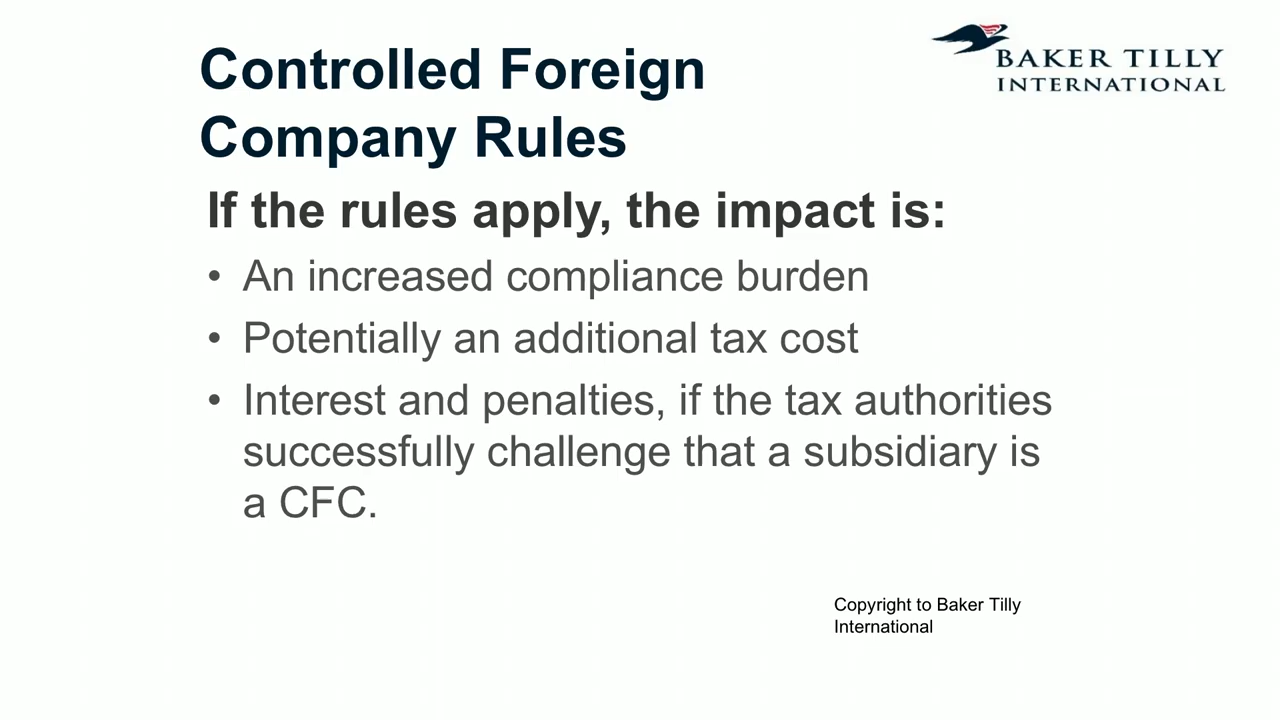 Controlled Foreign
Company Rules
BAKER TILLY
INTERNATIONAL
If the rules apply, the impact is:
• An increased compliance burden
• Potentially an additional tax cost
• Interest and penalties, if the tax authorities
successfully challenge that a subsidiary is
a CFC.
Copyright to Baker Tilly
International